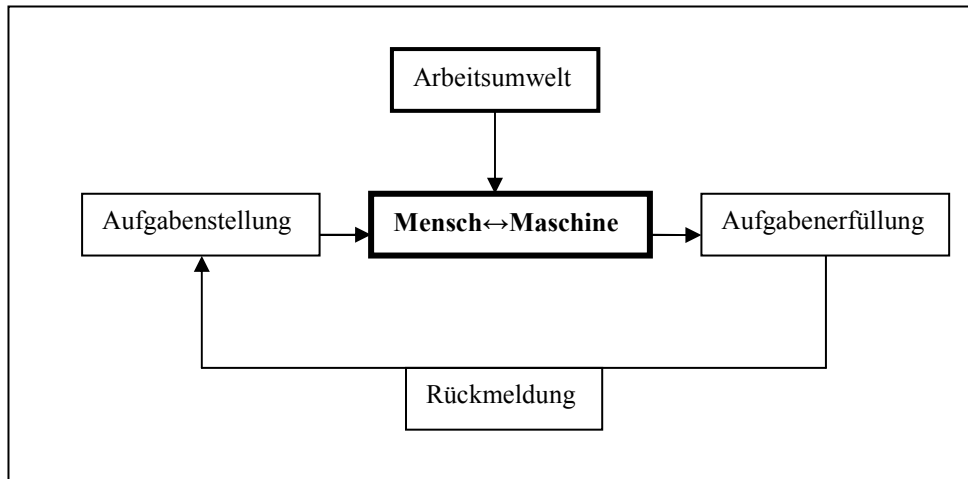 Arbeitsumwelt
Aufgabenstellung
Mensch↔Maschine
Aufgabenerfüllung
Rückmeldung